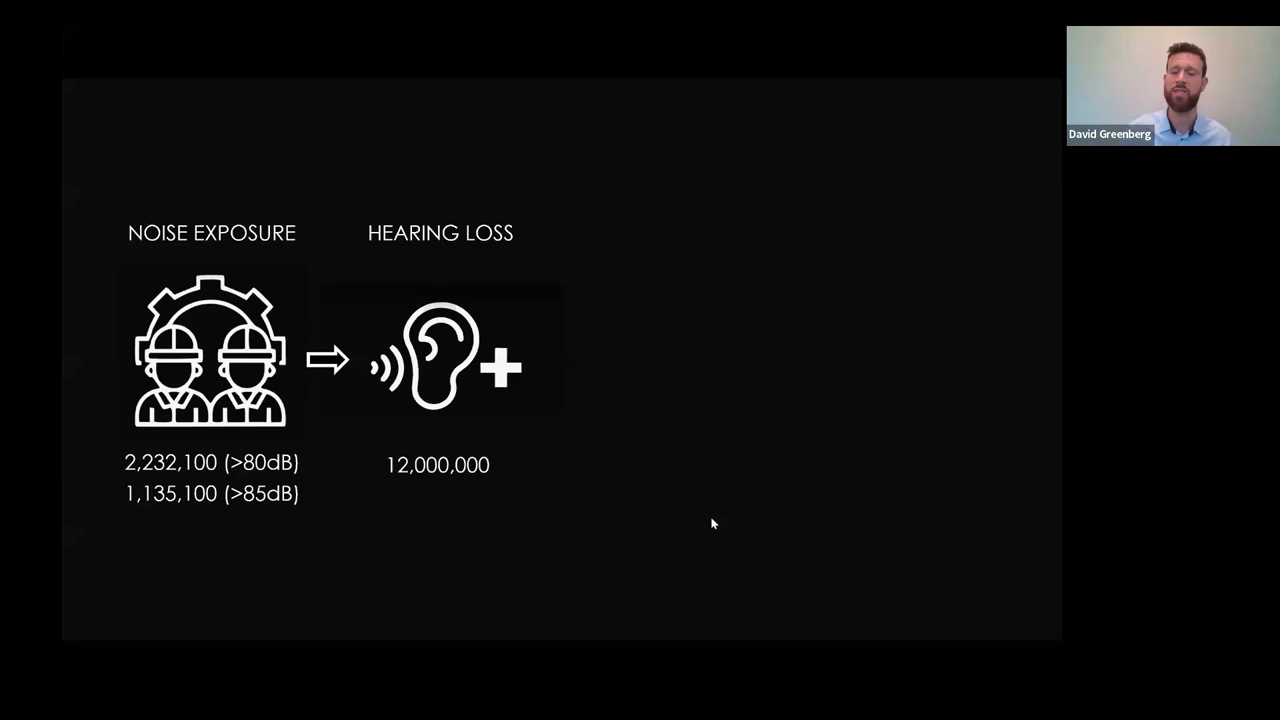 NOISE EXPOSURE
HEARING LOSS
2,232,100 (>80dB)
1,135,100 (>85dB)
12,000,000
David Greenberg